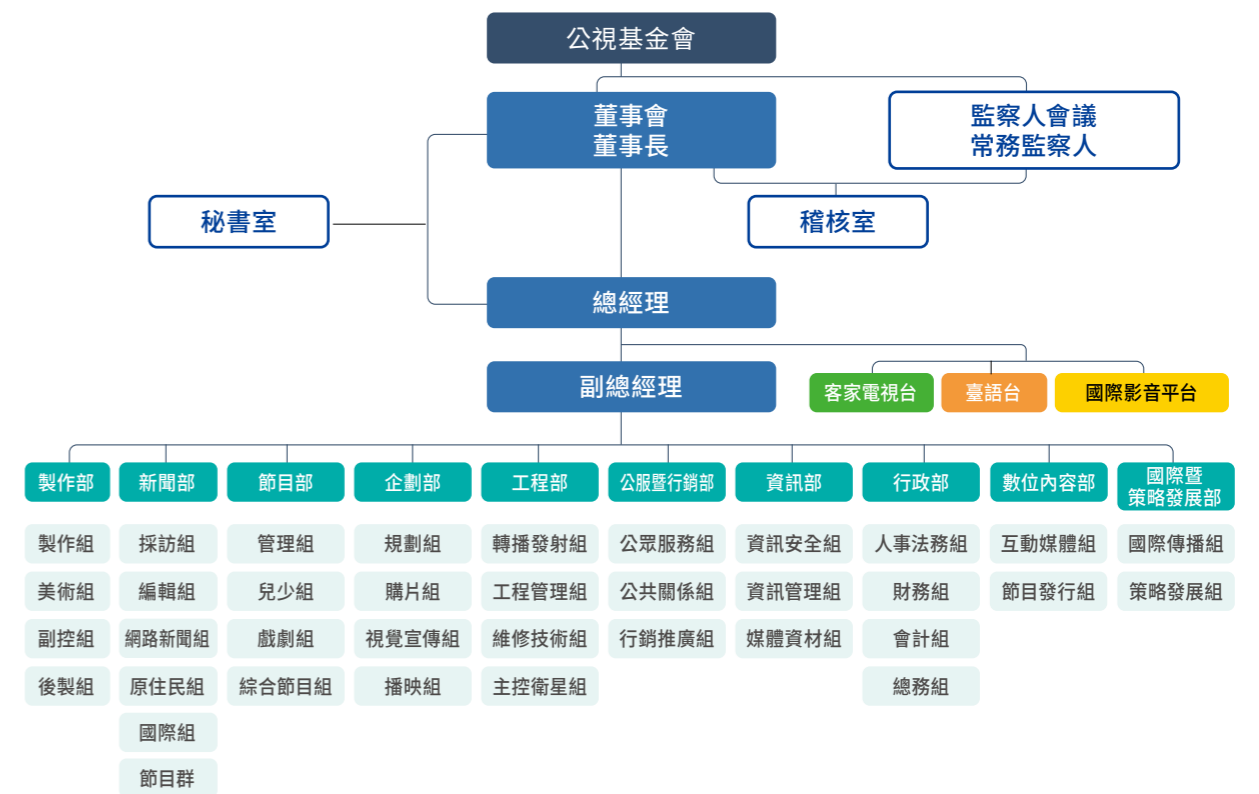 公視基金會
董事會
董事長
監察人會議
常務監察人
秘書室
稽核室
總經理
副總經理
客家電視台
臺語台
國際影音平台
製作部
新聞部
節目部
企劃部
工程部
公服暨行銷部
資訊部
行政部
數位內容部
國際暨
策略發展部
製作組
採訪組
管理組
規劃組
轉播發射組
公眾服務組
資訊安全組
人事法務組
互動媒體組
國際傳播組
美術組
編輯組
兒少組
購片組
工程管理組
公共關係組
資訊管理組
財務組
節目發行組
策略發展組
副控組
網路新聞組
戲劇組
視覺宣傳組
維修技術組
行銷推廣組
媒體資材組
會計組
後製組
原住民組
綜合節目組
播映組
主控衛星組
總務組
國際組
節目群